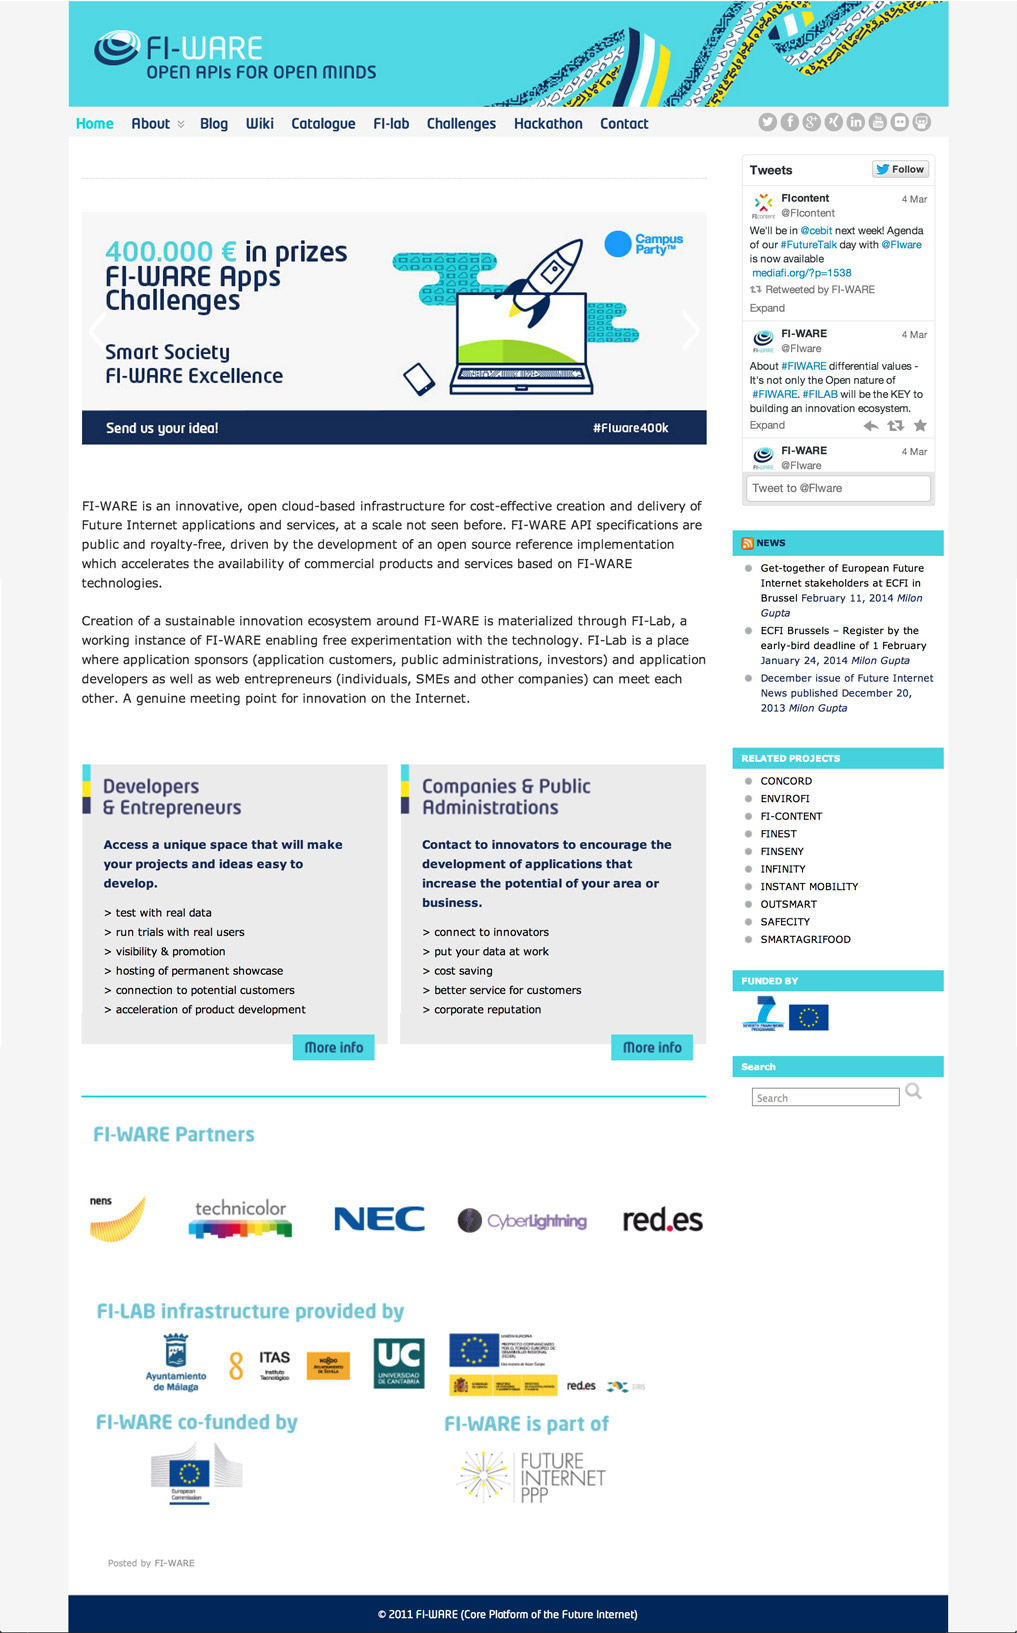 FI-WARE
OPEN APIs FOR OPEN MINDS
Home About Blog Wiki Catalogue FI-lab Challenges Hackathon Contact
400.000 € in prizes
FI-WARE Apps
Challenges
Smart Society
FI-WARE Excellence
Campus
Party™
Send us your idea! #FIware400k
FI-WARE is an innovative, open cloud-based infrastructure for cost-effective creation and delivery of
Future Internet applications and services, at a scale not seen before. FI-WARE API specifications are
public and royalty-free, driven by the development of an open source reference implementation
which accelerates the availability of commercial products and services based on FI-WARE
technologies.
Creation of a sustainable innovation ecosystem around FI-WARE is materialized through FI-Lab, a
working instance of FI-WARE enabling free experimentation with the technology. FI-Lab is a place
where application sponsors (application customers, public administrations, investors) and application
developers as well as web entrepreneurs (individuals, SMEs and other companies) can meet each
other. A genuine meeting point for innovation on the Internet.
Developers
& Entrepreneurs
Access a unique space that will make
your projects and ideas easy to
develop.
> test with real data
> run trials with real users
> visibility & promotion
> hosting of permanent showcase
> connection to potential customers
> acceleration of product development
More info
Companies & Public
Administrations
Contact to innovators to encourage the
development of applications that
increase the potential of your area or
business.
> connect to innovators
> put your data at work
> cost saving
> better service for customers
> corporate reputation
More info
Tweets
Follow
FIcontent 4 Mar
@FIcontent
FIcontent
We'll be in @cebit next week! Agenda
of our #FutureTalk day with @FIware
is now available
mediafi.org/?p=1538
Retweeted by FI-WARE
Expand
FI-WARE 4 Mar
@FIware
FI-WARE
About #FIWARE differential values -
It's not only the Open nature of
#FIWARE. #FILAB will be the KEY to
building an innovation ecosystem.
Expand
FI-WARE 4 Mar
@FIware
FI-WARE
Tweet to @FIware
NEWS
Get-together of European Future
Internet stakeholders at ECFI in
Brussel February 11, 2014 Milon
Gupta
ECFI Brussels – Register by the
early-bird deadline of 1 February
January 24, 2014 Milon Gupta
December issue of Future Internet
News published December 20,
2013 Milon Gupta
RELATED PROJECTS
CONCORD
ENVIROFI
FI-CONTENT
FINEST
FINSENY
INFINITY
INSTANT MOBILITY
OUTSMART
SAFECITY
SMARTAGRIFOOD
FUNDED BY
SEVENTH FRAMEWORK
PROGRAMME
Search
Search
FI-WARE Partners
nens
technicolor
NEC
CyberLightning
red.es
FI-LAB infrastructure provided by
Ayuntamiento
de Málaga
ITAS
Instituto
Tecnológico
UC
UNIVERSIDAD
DE CANTABRIA
UNIÓN EUROPEA
red.es
FI-WARE co-funded by
European
Commission
FI-WARE is part of
FUTURE
INTERNET
PPP
Posted by FI-WARE
© 2011 FI-WARE (Core Platform of the Future Internet)